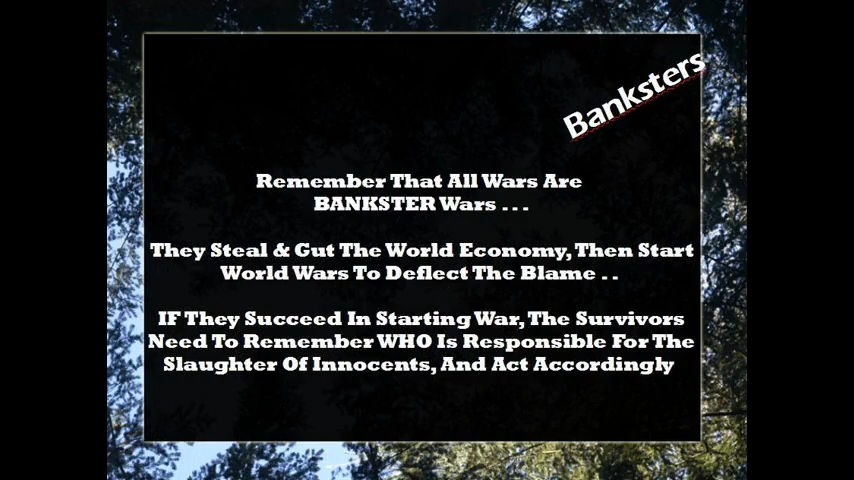 Banksters
Remember That All Wars Are
BANKSTER Wars . . .
They Steal & Gut The World Economy, Then Start
World Wars To Deflect The Blame . .
IF They Succeed In Starting War, The Survivors
Need To Remember WHO Is Responsible For The
Slaughter Of Innocents, And Act Accordingly